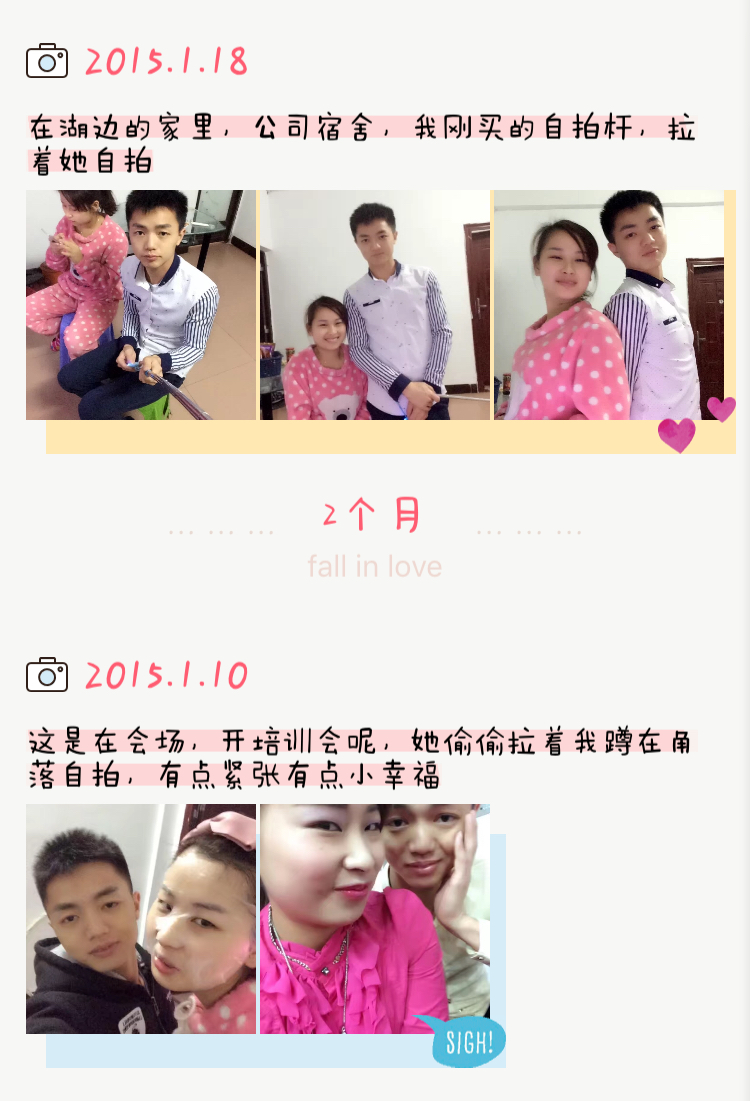 2015.1.18
在湖边的家里，公司宿舍，我刚买的自拍杆，拉
着她自拍
... ... ... 2个月 ... ... ...
fall in love
2015.1.10
这是在会场，开培训会呢，她偷偷拉着我蹲在角
落自拍，有点紧张有点小幸福
SIGH!